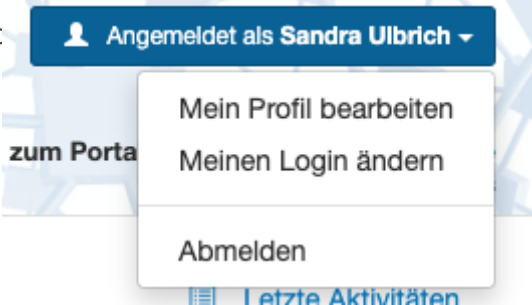 Angemeldet als Sandra Ulbrich
Mein Profil bearbeiten
zum Porta
Meinen Login ändern
Abmelden
Letzte Aktivitäten